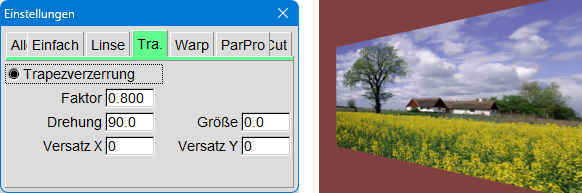 Einstellungen
All Einfach Linse Tra. Warp ParPro Cut
Trapezverzerrung
Faktor 0.800
Drehung 90.0 Größe 0.0
Versatz X 0 Versatz Y 0